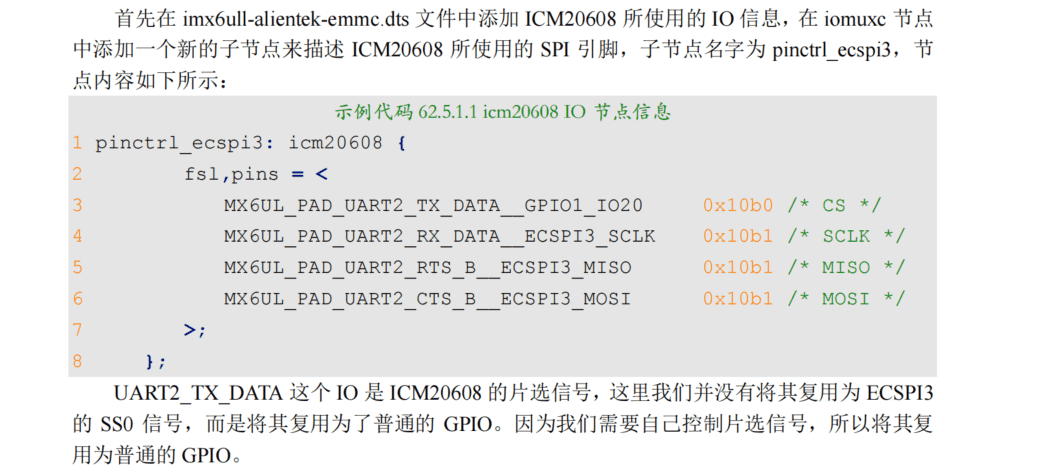 首先在 imx6ull-alientek-emmc.dts 文件中添加 ICM20608 所使用的 IO 信息，在 iomuxc 节点
中添加一个新的子节点来描述 ICM20608 所使用的 SPI 引脚，子节点名字为 pinctrl_ecspi3，节
点内容如下所示：
示例代码 62.5.1.1 icm20608 IO 节点信息
1 pinctrl_ecspi3: icm20608 {
2 fsl,pins = <
3 MX6UL_PAD_UART2_TX_DATA__GPIO1_IO20 0x10b0 /* CS */
4 MX6UL_PAD_UART2_RX_DATA__ECSPI3_SCLK 0x10b1 /* SCLK */
5 MX6UL_PAD_UART2_RTS_B__ECSPI3_MISO 0x10b1 /* MISO */
6 MX6UL_PAD_UART2_CTS_B__ECSPI3_MOSI 0x10b1 /* MOSI */
7 >;
8 };
UART2_TX_DATA 这个 IO 是 ICM20608 的片选信号，这里我们并没有将其复用为 ECSPI3
的 SS0 信号，而是将其复用为了普通的 GPIO。因为我们需要自己控制片选信号，所以将其复
用为普通的 GPIO。